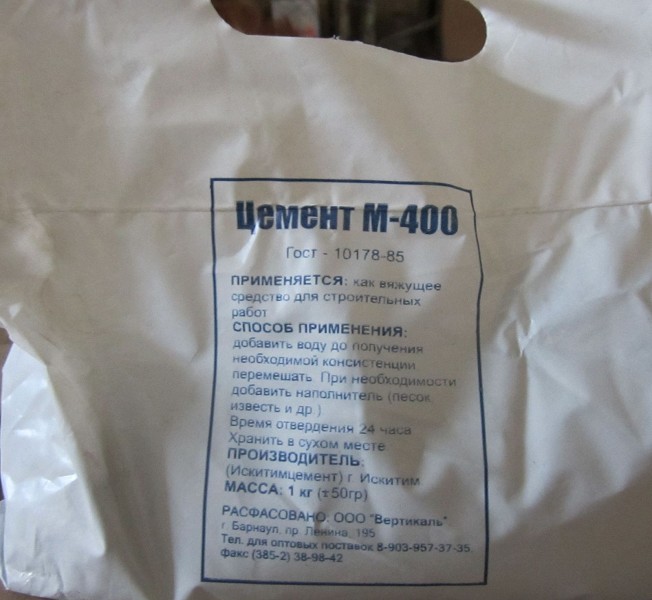 Цемент М-400
Гост - 10178-85
ПРИМЕНЯЕТСЯ: как вяжущее
средство для строительных
работ
СПОСОБ ПРИМЕНЕНИЯ:
добавить воду до получения
необходимой консистенции
перемешать. При необходимости
добавить наполнитель (песок
известь и др.)
Время отвердения 24 часа
Хранить в сухом месте
ПРОИЗВОДИТЕЛЬ:
(Искитимцемент) г. Искитим
МАССА: 1 кг (±50гр)
РАСФАСОВАНО: ООО "Вертикаль"
г. Барнаул, пр. Ленина, 195
Тел. для оптовых поставок 8-903-957-37-35
факс (385-2) 38-98-42